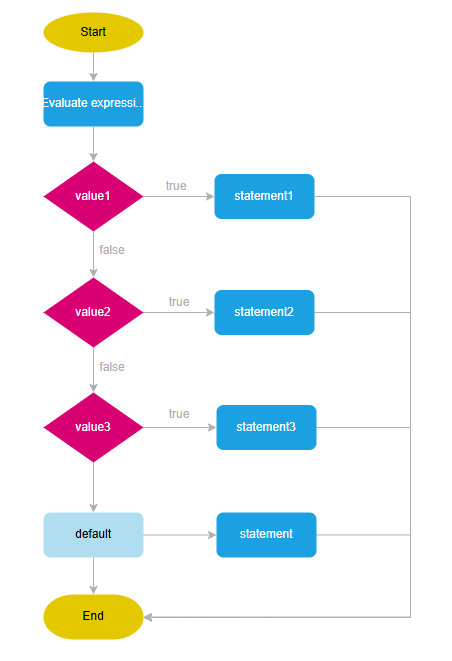 Start
Evaluate expressi..
value1
true
statement1
false
value2
true
statement2
false
value3
true
statement3
default
statement
End